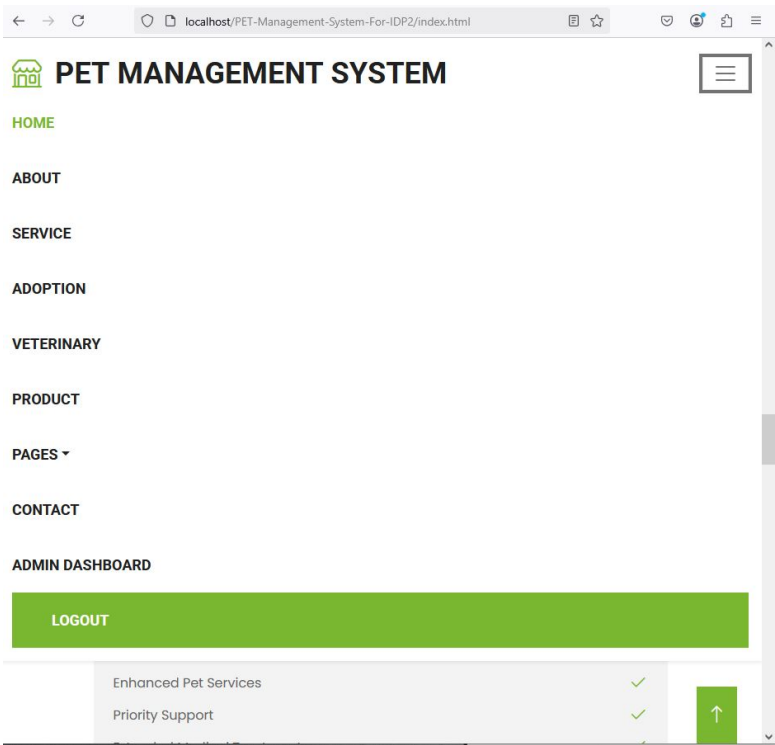 localhost/PET-Management-System-For-IDP2/index.html
PET MANAGEMENT SYSTEM
HOME
ABOUT
SERVICE
ADOPTION
VETERINARY
PRODUCT
PAGES
CONTACT
ADMIN DASHBOARD
LOGOUT
Enhanced Pet Services
Priority Support